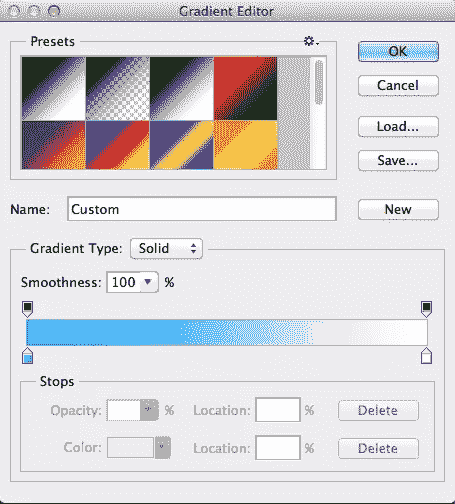 Gradient Editor
Presets
OK
Cancel
Load...
Save...
Name: Custom
New
Gradient Type: Solid
Smoothness: 100 %
Stops
Opacity: % Location: % Delete
Color: Location: % Delete